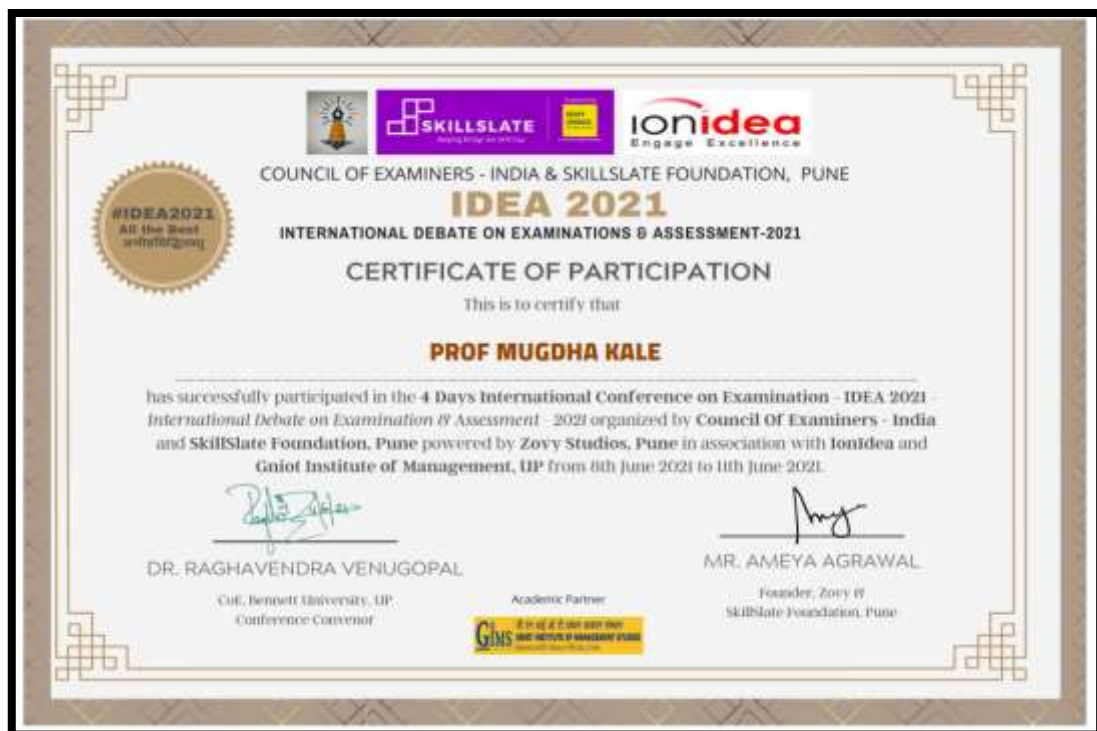 SKILLSLATE
ionidea
Engage Excellence
COUNCIL OF EXAMINERS - INDIA & SKILLSLATE FOUNDATION, PUNE
#IDEA2021
All the Best
IDEA 2021
INTERNATIONAL DEBATE ON EXAMINATIONS & ASSESSMENT-2021
CERTIFICATE OF PARTICIPATION
This is to certify that
PROF MUGDHA KALE
has successfully participated in the 4 Days International Conference on Examination - IDEA 2021 -
International Debate on Examination & Assessment - 2021 organized by Council Of Examiners - India
and SkillSlate Foundation, Pune powered by Zovy Studios, Pune in association with IonIdea and
Gniot Institute of Management, UP from 8th June 2021 to 11th June 2021.
DR. RAGHAVENDRA VENUGOPAL
CoE, Bennett University, UP
Conference Convenor
MR. AMEYA AGRAWAL
Founder, Zovy &
SkillSlate Foundation, Pune
Academic Partner
GIMS
GNIOT INSTITUTE OF MANAGEMENT STUDIES